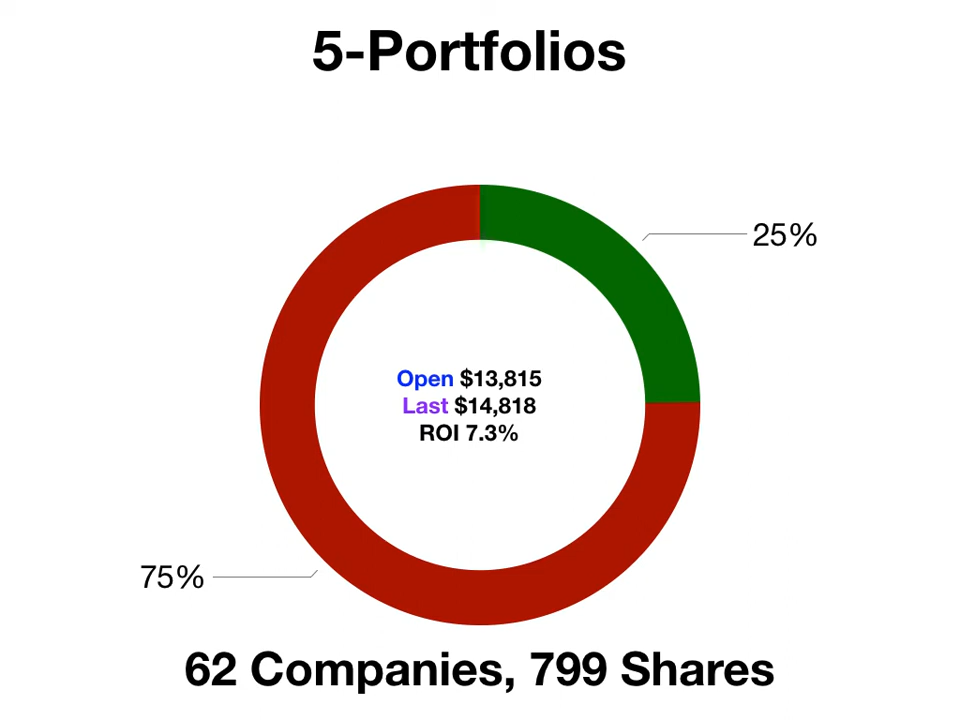 5-Portfolios
25%
Open $13,815
Last $14,818
ROI 7.3%
75%
62 Companies, 799 Shares